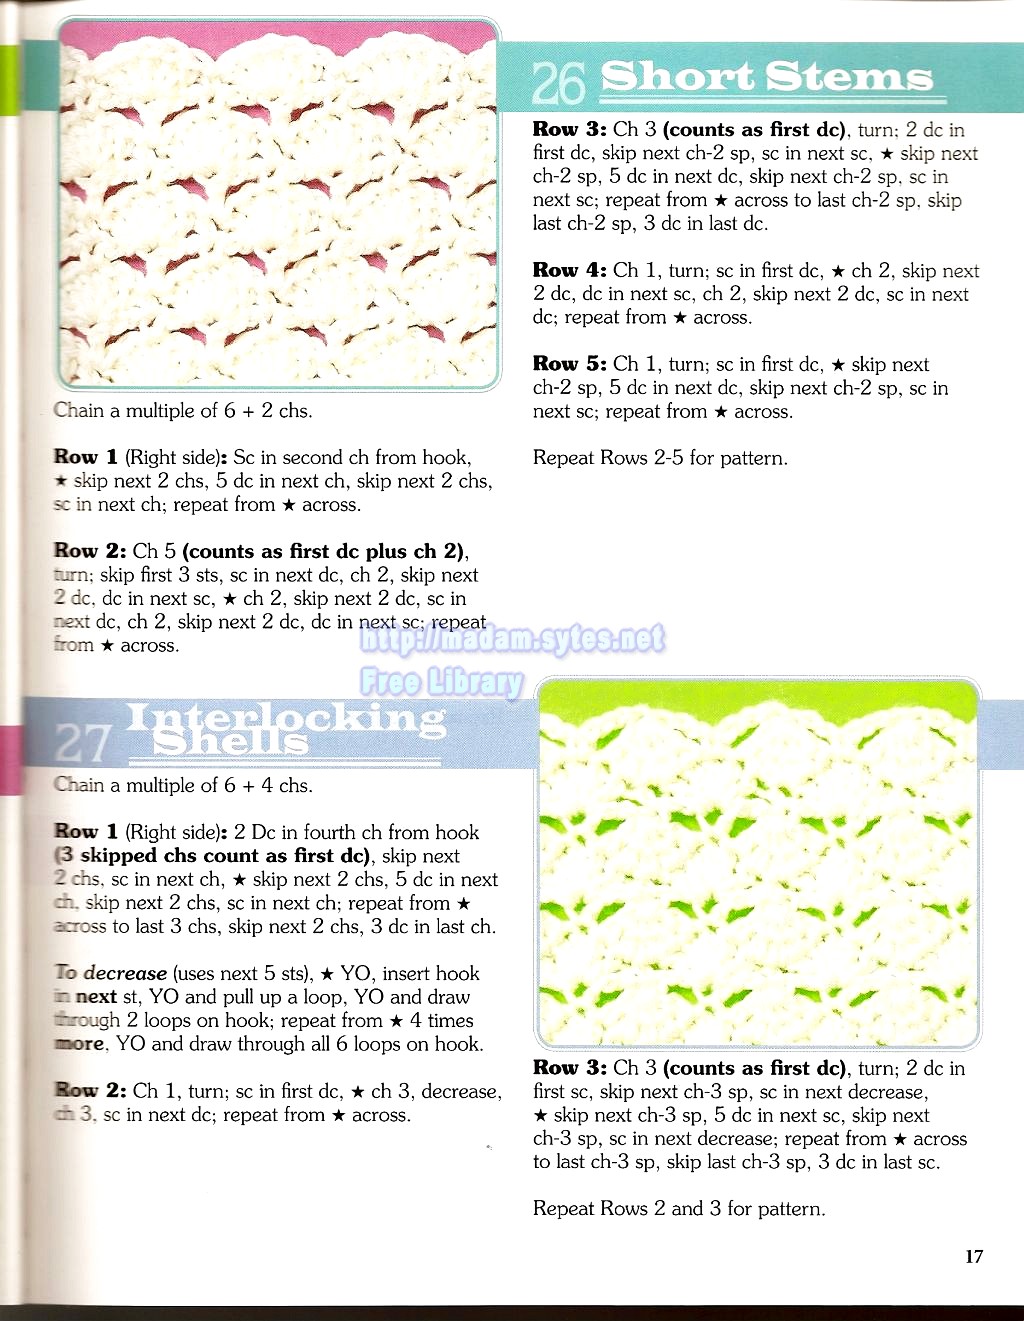 26 Short Stems
Chain a multiple of 6 + 2 chs.
Row 1 (Right side): Sc in second ch from hook,
★ skip next 2 chs, 5 dc in next ch, skip next 2 chs,
sc in next ch; repeat from ★ across.
Row 2: Ch 5 (counts as first dc plus ch 2),
turn; skip first 3 sts, sc in next dc, ch 2, skip next
2 dc, dc in next sc, ★ ch 2, skip next 2 dc, sc in
next dc, ch 2, skip next 2 dc, dc in next sc; repeat
from ★ across.
Row 3: Ch 3 (counts as first dc), turn; 2 dc in
first dc, skip next ch-2 sp, sc in next sc, ★ skip next
ch-2 sp, 5 dc in next dc, skip next ch-2 sp, sc in
next sc; repeat from ★ across to last ch-2 sp, skip
last ch-2 sp, 3 dc in last dc.
Row 4: Ch 1, turn; sc in first dc, ★ ch 2, skip next
2 dc, dc in next sc, ch 2, skip next 2 dc, sc in next
dc; repeat from ★ across.
Row 5: Ch 1, turn; sc in first dc, ★ skip next
ch-2 sp, 5 dc in next dc, skip next ch-2 sp, sc in
next sc; repeat from ★ across.
Repeat Rows 2-5 for pattern.
http://madam.sytes.net
Free Library
27 Interlocking
Shells
Chain a multiple of 6 + 4 chs.
Row 1 (Right side): 2 Dc in fourth ch from hook
(3 skipped chs count as first dc), skip next
2 chs, sc in next ch, ★ skip next 2 chs, 5 dc in next
ch, skip next 2 chs, sc in next ch; repeat from ★
across to last 3 chs, skip next 2 chs, 3 dc in last ch.
To decrease (uses next 5 sts), ★ YO, insert hook
in next st, YO and pull up a loop, YO and draw
through 2 loops on hook; repeat from ★ 4 times
more, YO and draw through all 6 loops on hook.
Row 2: Ch 1, turn; sc in first dc, ★ ch 3, decrease,
ch 3, sc in next dc; repeat from ★ across.
Row 3: Ch 3 (counts as first dc), turn; 2 dc in
first sc, skip next ch-3 sp, sc in next decrease,
★ skip next ch-3 sp, 5 dc in next sc, skip next
ch-3 sp, sc in next decrease; repeat from ★ across
to last ch-3 sp, skip last ch-3 sp, 3 dc in last sc.
Repeat Rows 2 and 3 for pattern.
17